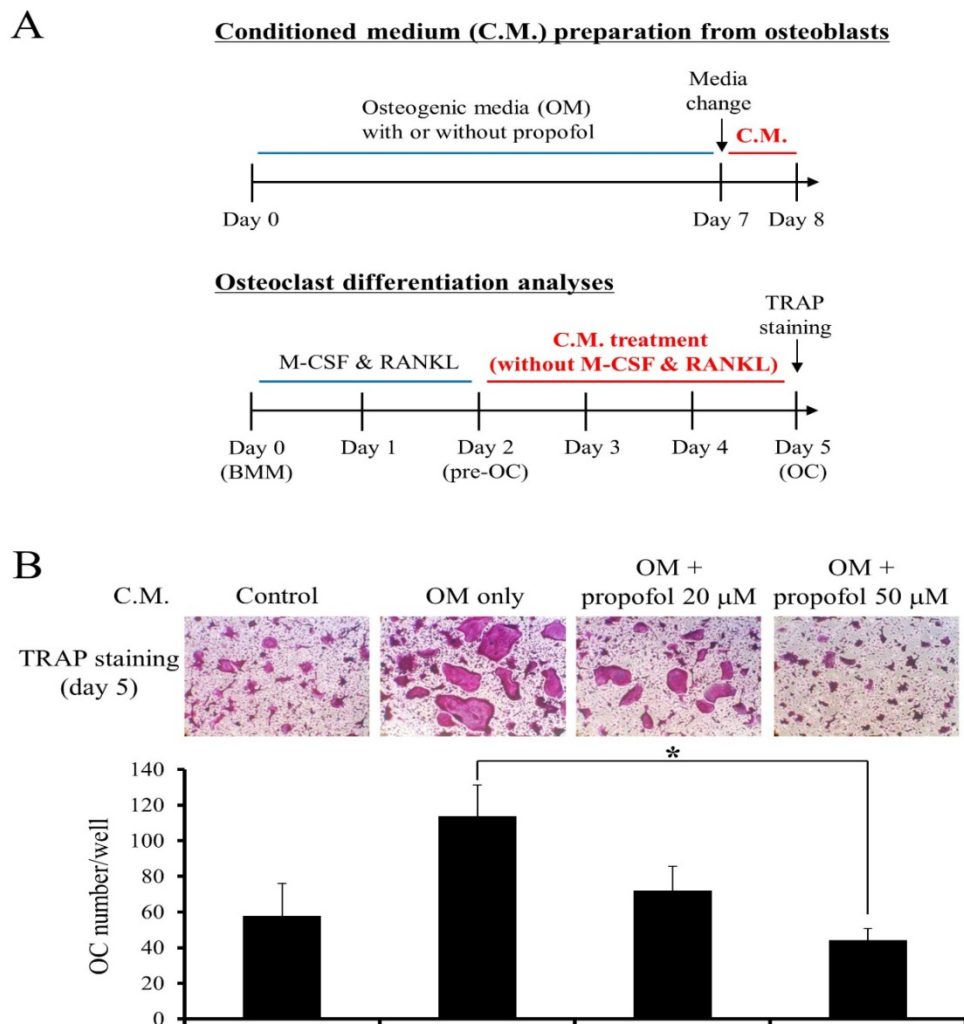 A
Conditioned medium (C.M.) preparation from osteoblasts
Osteogenic media (OM)
with or without propofol
Media
change
C.M.
Day 0
Day 7
Day 8
Osteoclast differentiation analyses
TRAP
staining
M-CSF & RANKL
C.M. treatment
(without M-CSF & RANKL)
Day 0
(BMM)
Day 1
Day 2
(pre-OC)
Day 3
Day 4
Day 5
(OC)
B
C.M.
Control
OM only
OM +
propofol 20 μM
OM +
propofol 50 μM
TRAP staining
(day 5)
*
OC number/well
140
120
100
80
60
40
20
0